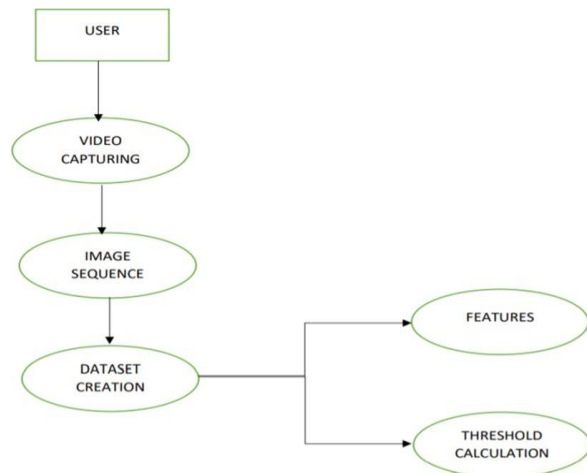 USER
VIDEO
CAPTURING
IMAGE
SEQUENCE
FEATURES
DATASET
CREATION
THRESHOLD
CALCULATION